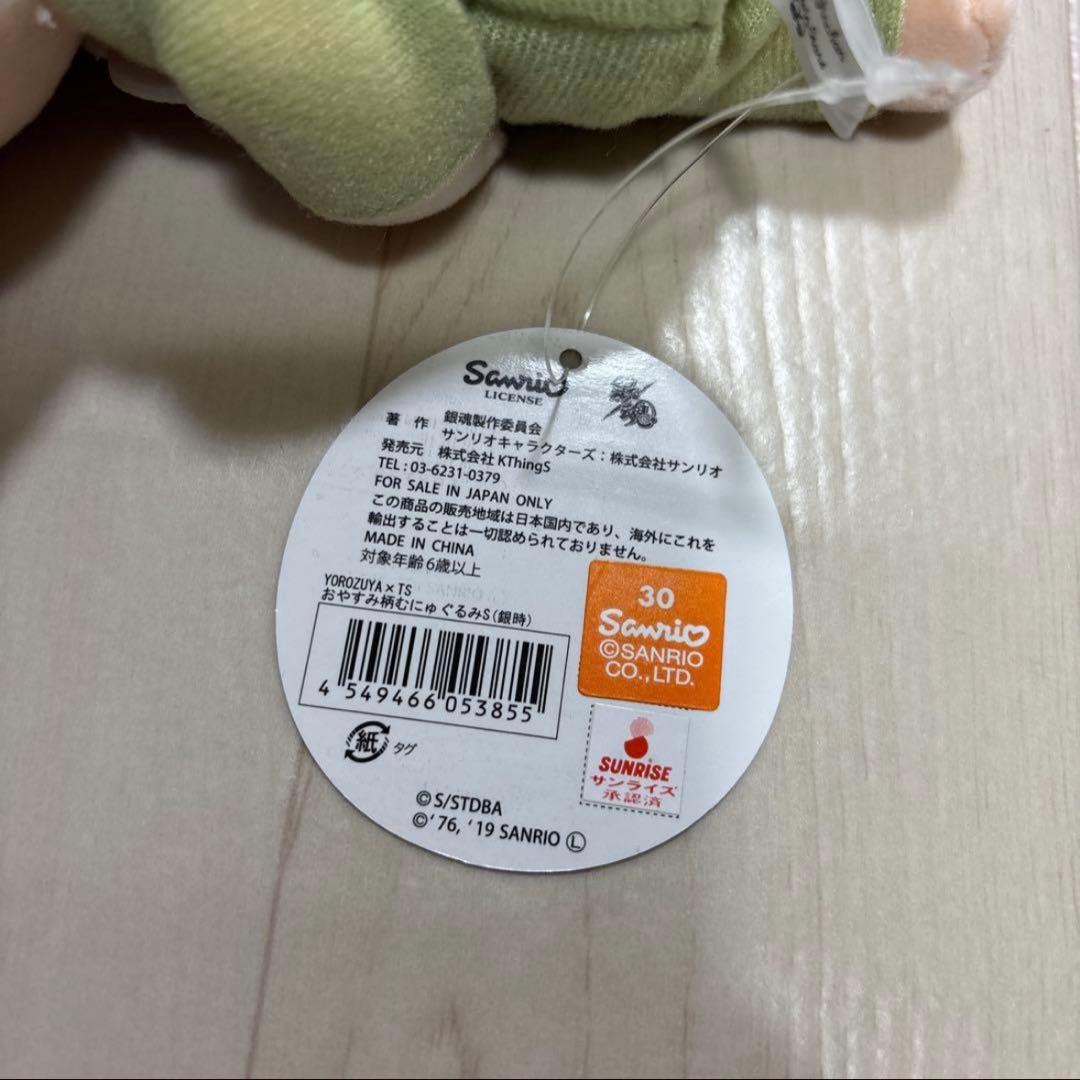 Sanrio
LICENSE
銀魂
著作 銀魂製作委員会
サンリオキャラクターズ：株式会社サンリオ
発売元 株式会社 KThingS
TEL : 03-6231-0379
FOR SALE IN JAPAN ONLY
この商品の販売地域は日本国内であり、海外にこれを
輸出することは一切認められておりません。
MADE IN CHINA
対象年齢 6歳以上
YOROZUYA×TS
おやすみ柄むにゅぐるみS(銀時)
4 549466 053855
紙 タグ
30
Sanrio
©SANRIO
CO., LTD.
SUNRISE
サンライズ
承認済
© S/STDBA
©'76, '19 SANRIO Ⓛ